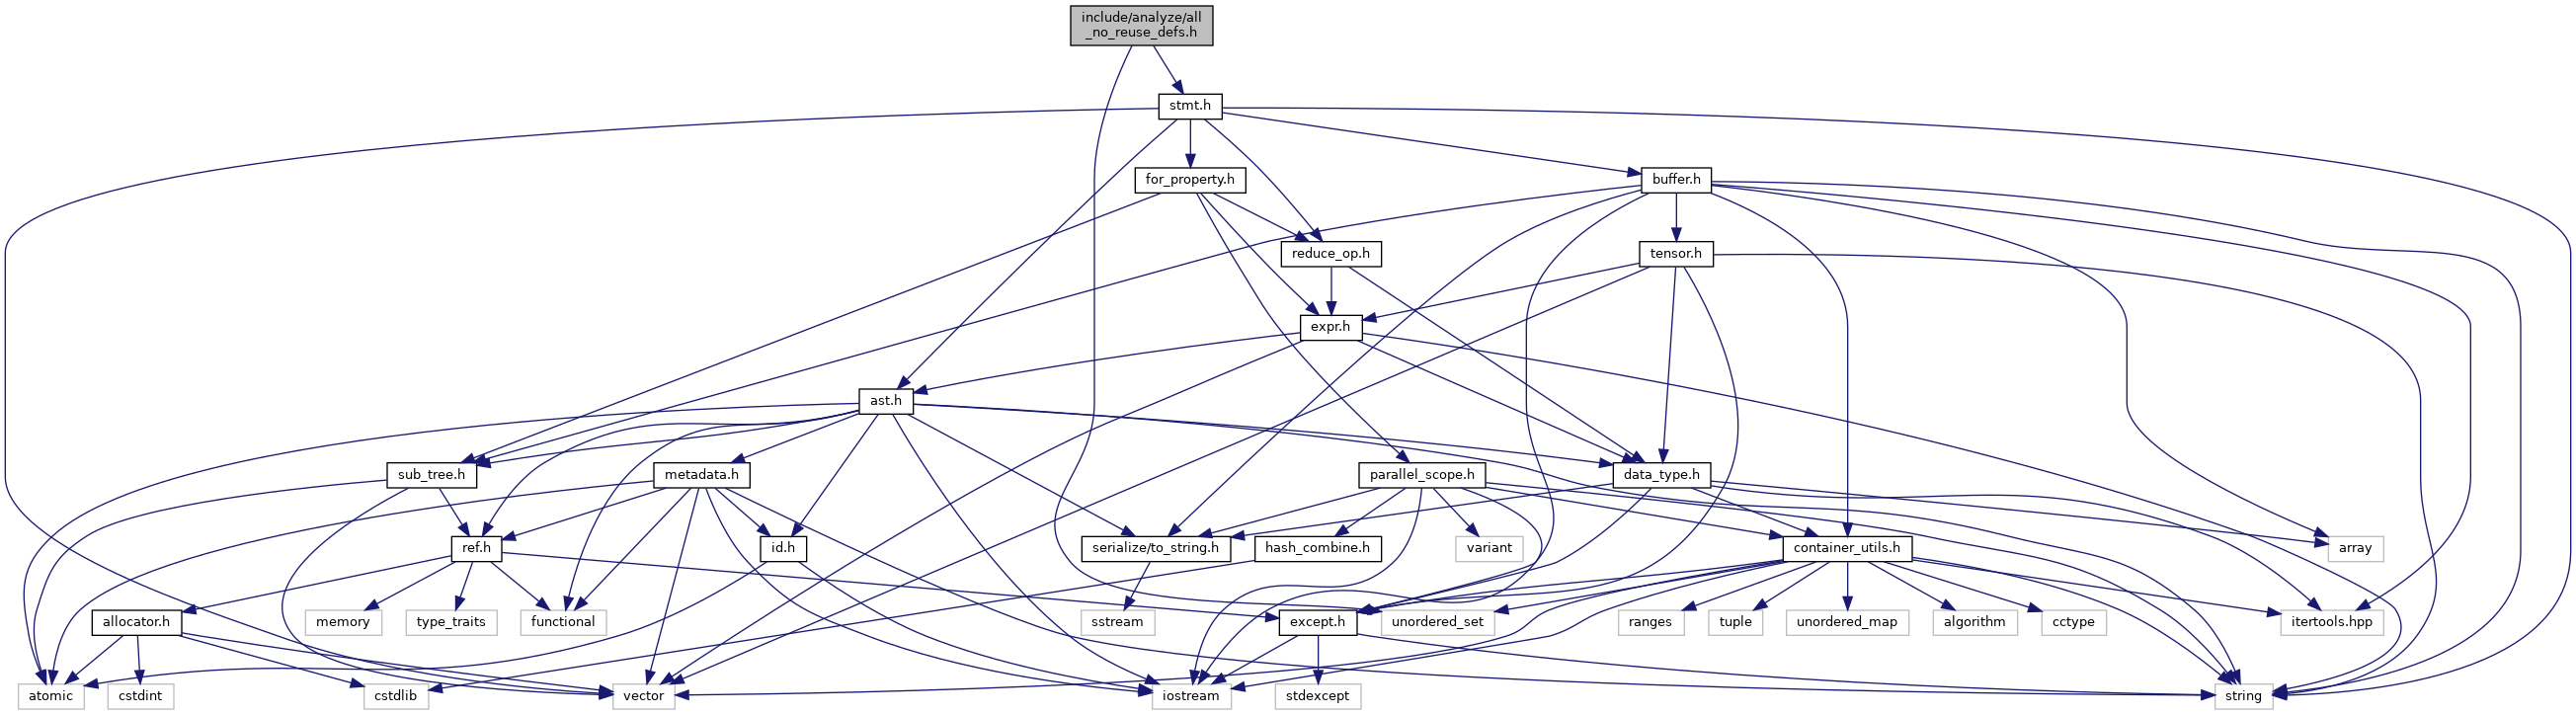 include/analyze/all
_no_reuse_defs.h
stmt.h
for_property.h
buffer.h
reduce_op.h
tensor.h
expr.h
ast.h
sub_tree.h
metadata.h
parallel_scope.h
data_type.h
ref.h
id.h
serialize/to_string.h
hash_combine.h
variant
container_utils.h
array
allocator.h
memory
type_traits
functional
sstream
except.h
unordered_set
ranges
tuple
unordered_map
algorithm
cctype
itertools.hpp
atomic
cstdint
cstdlib
vector
iostream
stdexcept
string